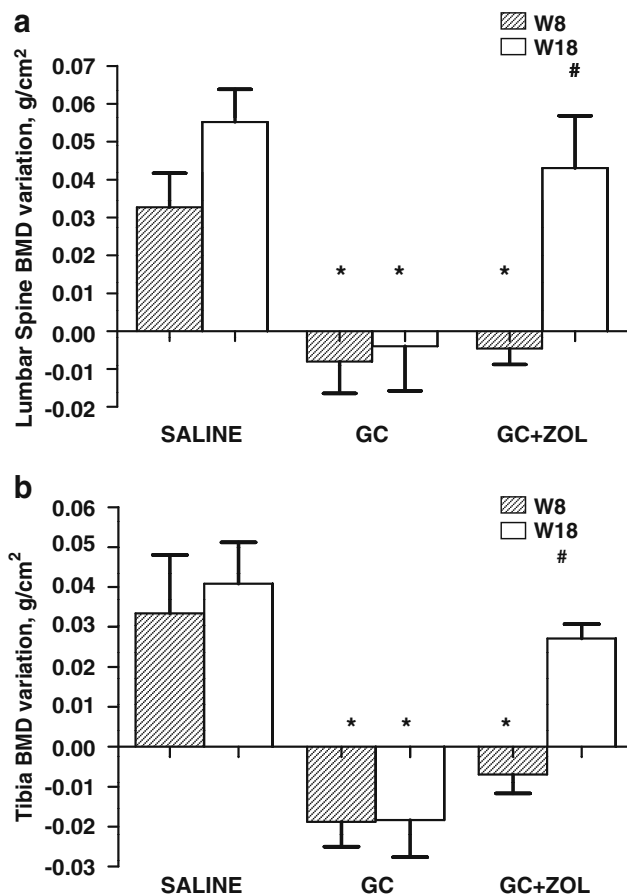 a
W8
W18
#
Lumbar Spine BMD variation, g/cm²
0.07
0.06
0.05
0.04
0.03
0.02
0.01
0.00
-0.01
-0.02
* * *
SALINE GC GC+ZOL
b
W8
W18
#
Tibia BMD variation, g/cm²
0.06
0.05
0.04
0.03
0.02
0.01
0.00
-0.01
-0.02
-0.03
* * *
SALINE GC GC+ZOL